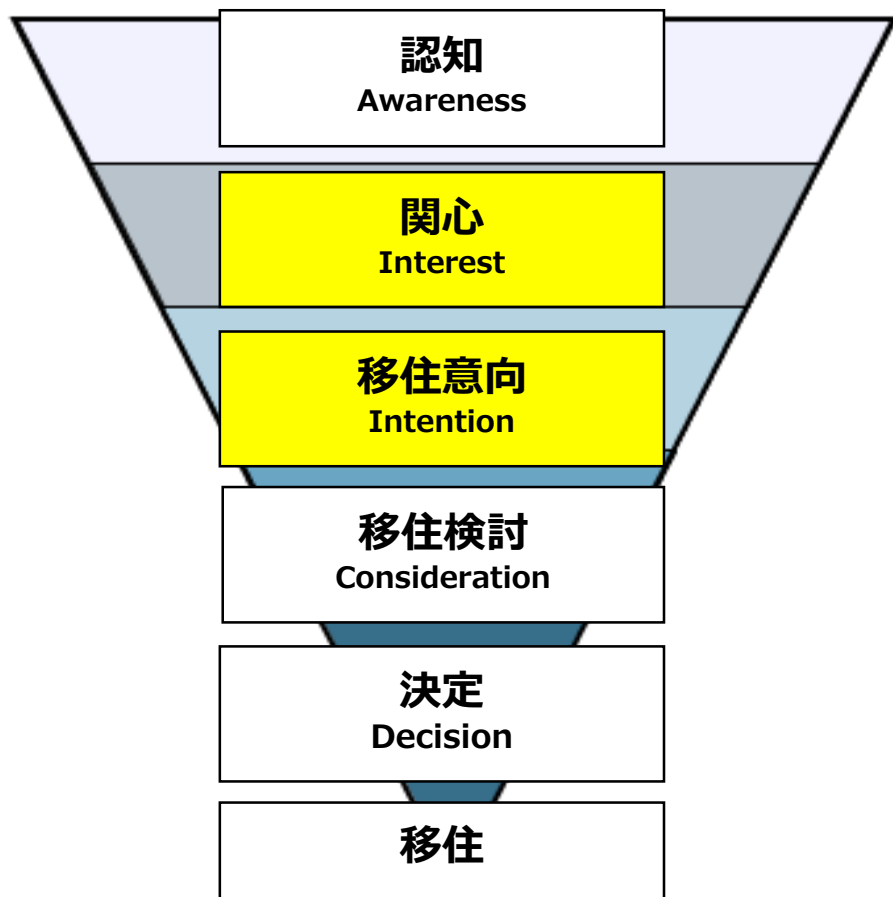 認知
Awareness
関心
Interest
移住意向
Intention
移住検討
Consideration
決定
Decision
移住